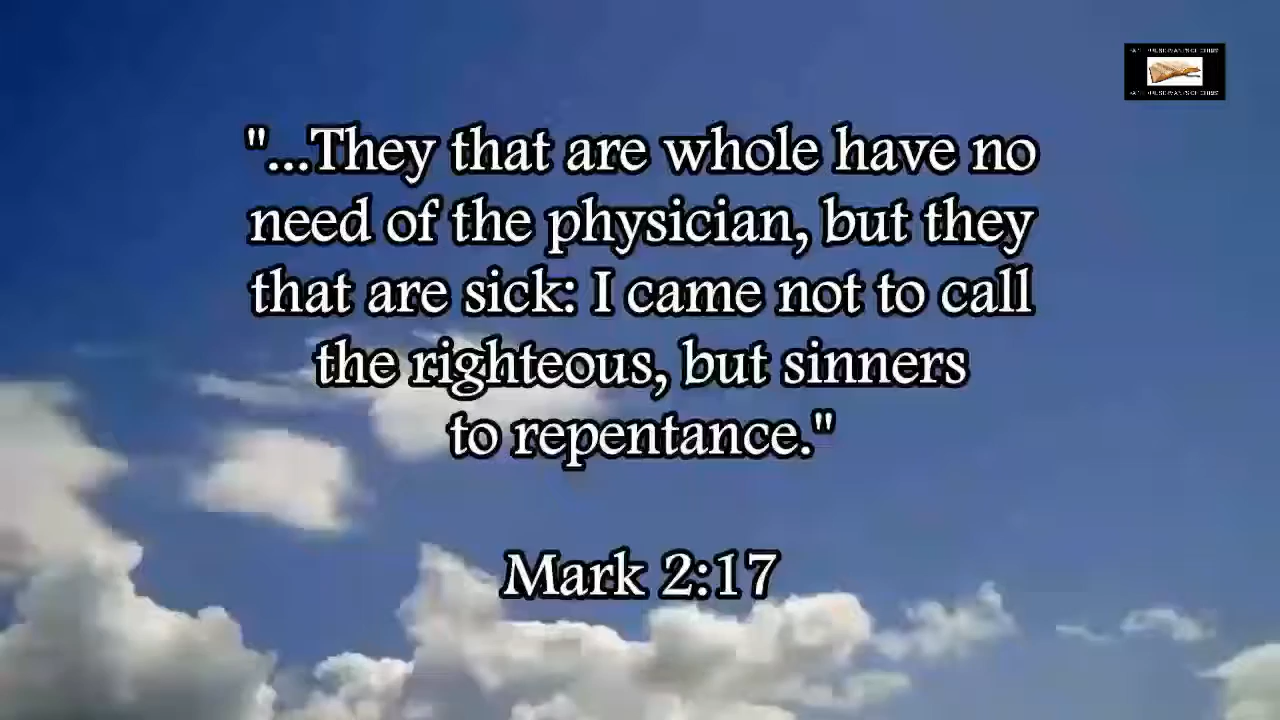 "...They that are whole have no
need of the physician, but they
that are sick: I came not to call
the righteous, but sinners
to repentance."
Mark 2:17